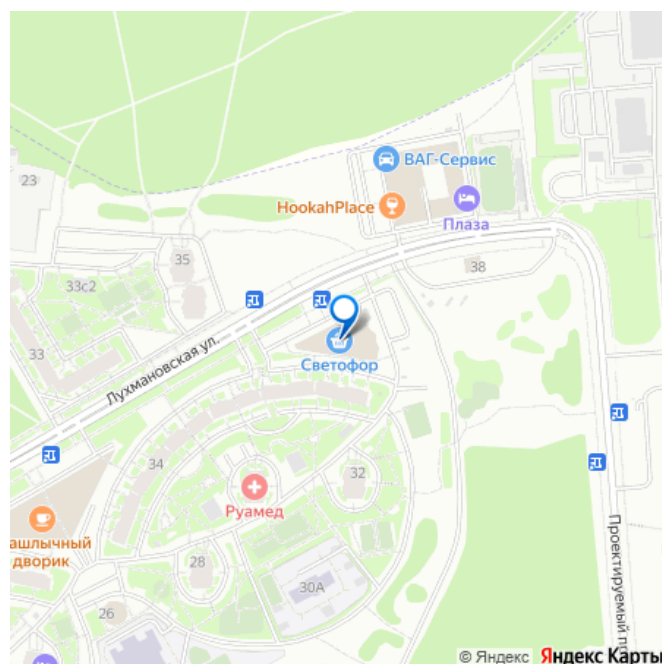 23
ВАГ-Сервис
HookahPlace
Плаза
35
38
33с2
33
Лухмановская ул.
Светофор
34
32
Руамед
ашлычный
дворик
28
30А
26
Проектируемый по
© Яндекс Яндекс Карты